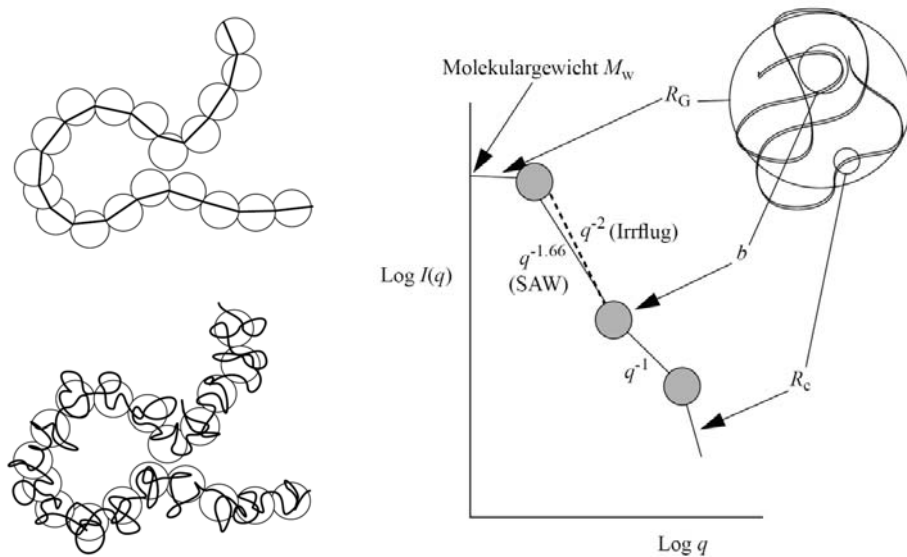 Molekulargewicht M_w
R_G
q^-2 (Irrflug)
q^-1.66
(SAW)
Log I(q)
b
q^-1
R_c
Log q